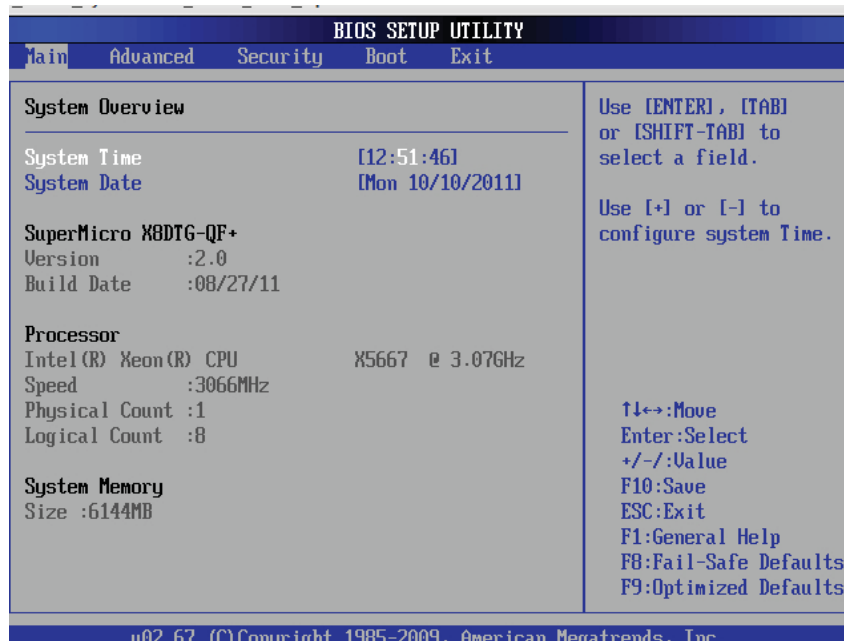 BIOS SETUP UTILITY
Main Advanced Security Boot Exit
System Overview
System Time [12:51:46]
System Date [Mon 10/10/2011]
SuperMicro X8DTG-QF+
Version :2.0
Build Date :08/27/11
Processor
Intel(R) Xeon(R) CPU X5667 @ 3.07GHz
Speed :3066MHz
Physical Count :1
Logical Count :8
System Memory
Size :6144MB
Use [ENTER], [TAB]
or [SHIFT-TAB] to
select a field.
Use [+] or [-] to
configure system Time.
↑↓←→:Move
Enter:Select
+/-/:Value
F10:Save
ESC:Exit
F1:General Help
F8:Fail-Safe Defaults
F9:Optimized Defaults
v02.67 (C)Copyright 1985-2009, American Megatrends, Inc.